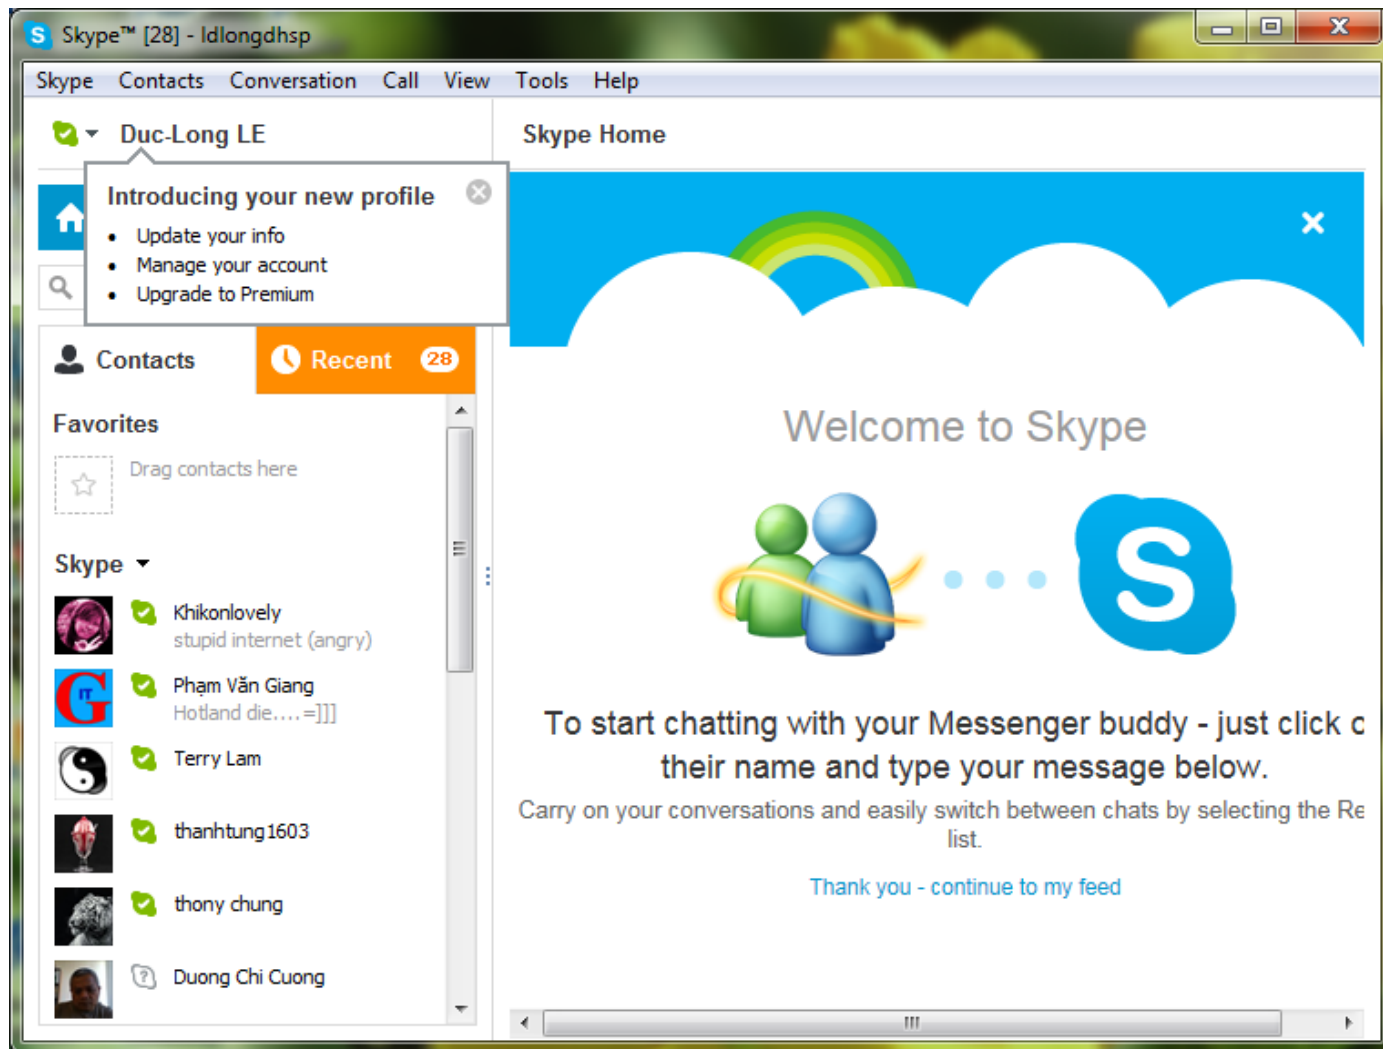 Skype™ [28] - ldlongdhsp
Skype Contacts Conversation Call View Tools Help
Duc-Long LE
Introducing your new profile
• Update your info
• Manage your account
• Upgrade to Premium
Contacts
Recent 28
Favorites
Drag contacts here
Skype
Khikonlovely
stupid internet (angry)
G IT
Phạm Văn Giang
Hotland die....=]]]
Terry Lam
thanhtung1603
thony chung
Duong Chi Cuong
Skype Home
Welcome to Skype
S
To start chatting with your Messenger buddy - just click o
their name and type your message below.
Carry on your conversations and easily switch between chats by selecting the Re
list.
Thank you - continue to my feed